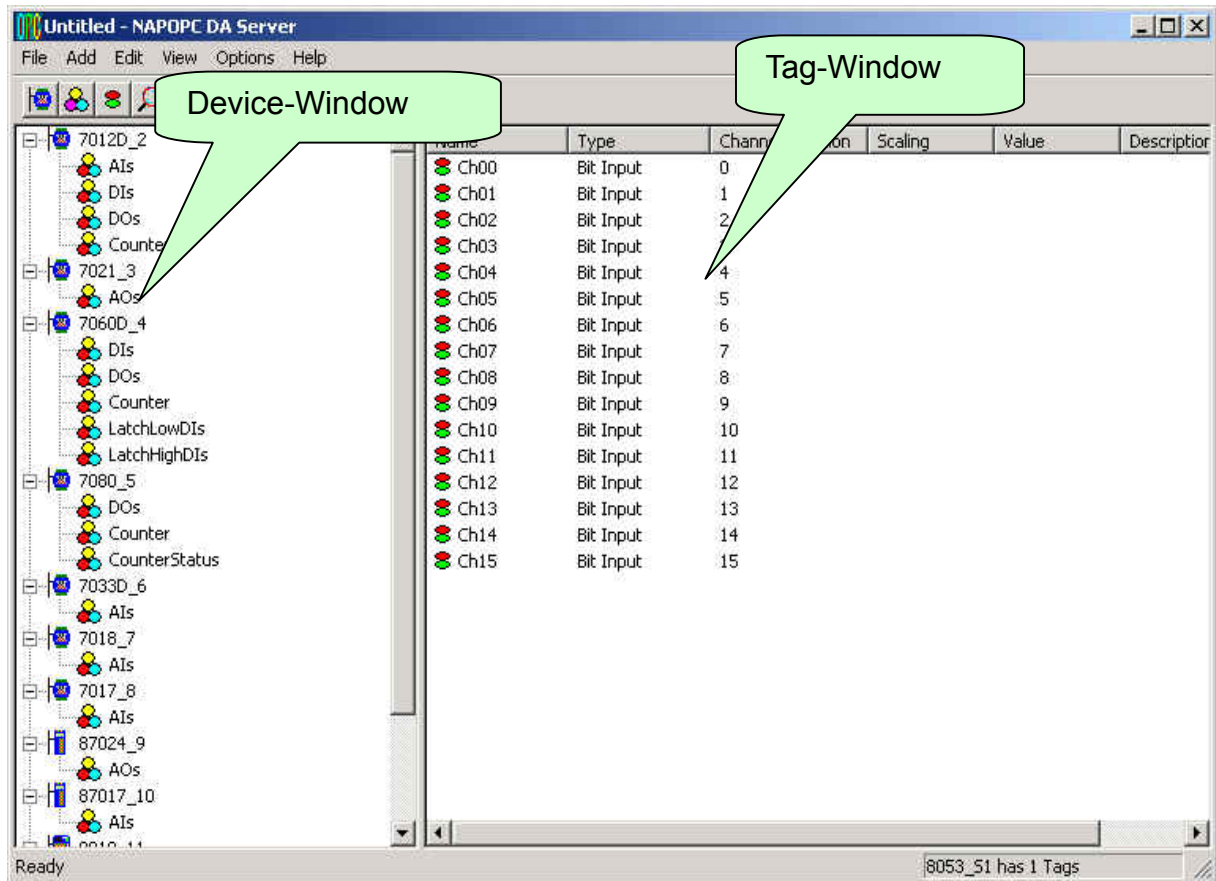 Untitled - NAPOPC DA Server
File Add Edit View Options Help
Device-Window
Tag-Window
7012D_2
AIs
DIs
DOs
Counte
7021_3
AOs
7060D_4
DIs
DOs
Counter
LatchLowDIs
LatchHighDIs
7080_5
DOs
Counter
CounterStatus
7033D_6
AIs
7018_7
AIs
7017_8
AIs
87024_9
AOs
87017_10
AIs
Name Type Channe on Scaling Value Description
Ch00 Bit Input 0
Ch01 Bit Input 1
Ch02 Bit Input 2
Ch03 Bit Input
Ch04 Bit Input 4
Ch05 Bit Input 5
Ch06 Bit Input 6
Ch07 Bit Input 7
Ch08 Bit Input 8
Ch09 Bit Input 9
Ch10 Bit Input 10
Ch11 Bit Input 11
Ch12 Bit Input 12
Ch13 Bit Input 13
Ch14 Bit Input 14
Ch15 Bit Input 15
Ready 8053_51 has 1 Tags